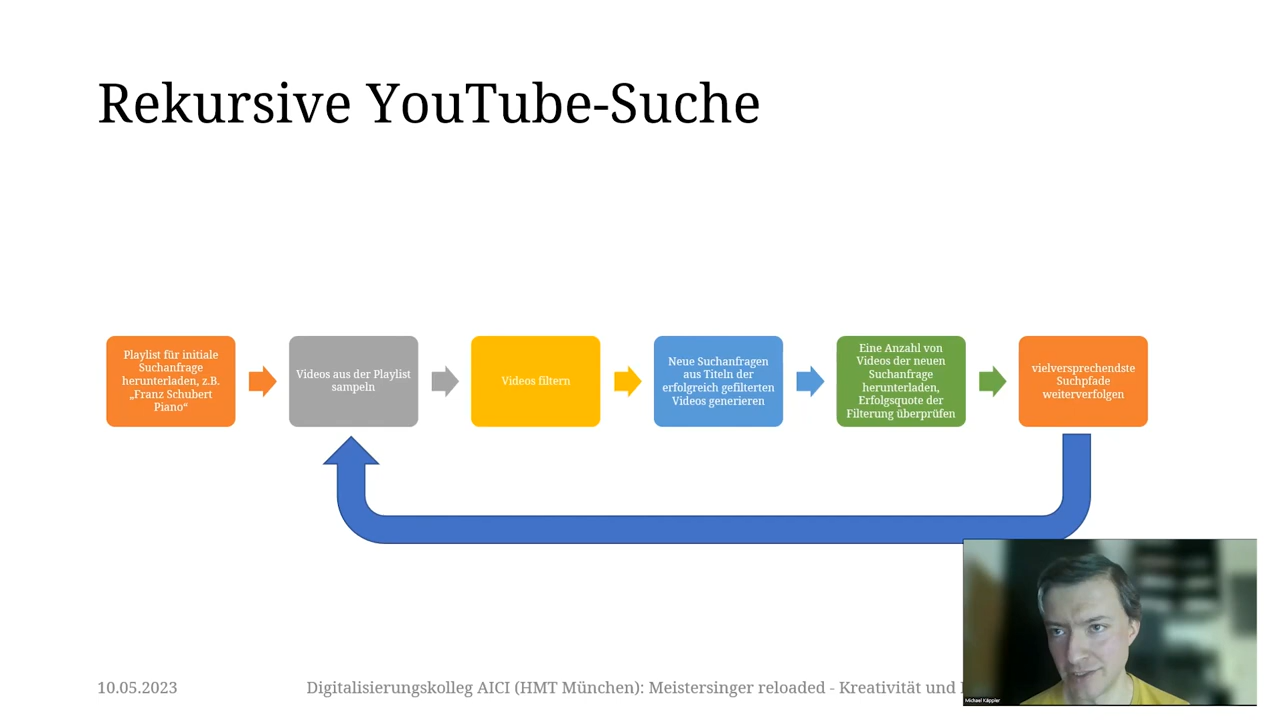 Rekursive YouTube-Suche
Playlist für initiale
Suchanfrage
herunterladen, z.B.
„Franz Schubert
Piano“
Videos aus der Playlist
sampeln
Videos filtern
Neue Suchanfragen
aus Titeln der
erfolgreich gefilterten
Videos generieren
Eine Anzahl von
Videos der neuen
Suchanfrage
herunterladen,
Erfolgsquote der
Filterung überprüfen
vielversprechendste
Suchpfade
weiterverfolgen
10.05.2023
Digitalisierungskolleg AICI (HMT München): Meistersinger reloaded - Kreativität und
Michael Käppler